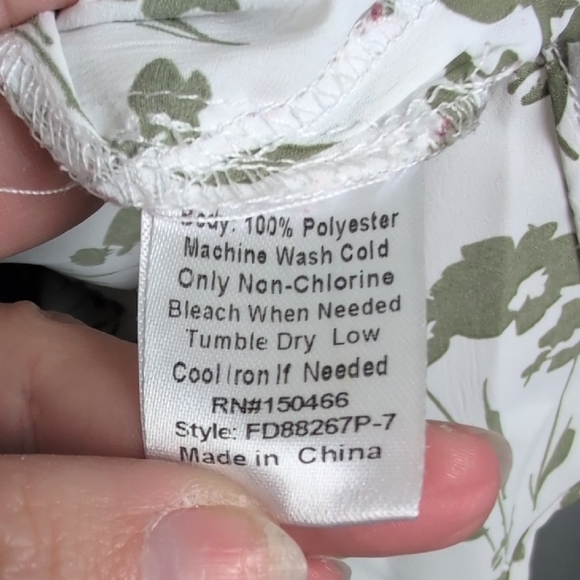 Body: 100% Polyester
Machine Wash Cold
Only Non-Chlorine
Bleach When Needed
Tumble Dry Low
Cool Iron If Needed
RN#150466
Style: FD88267P-7
Made in China